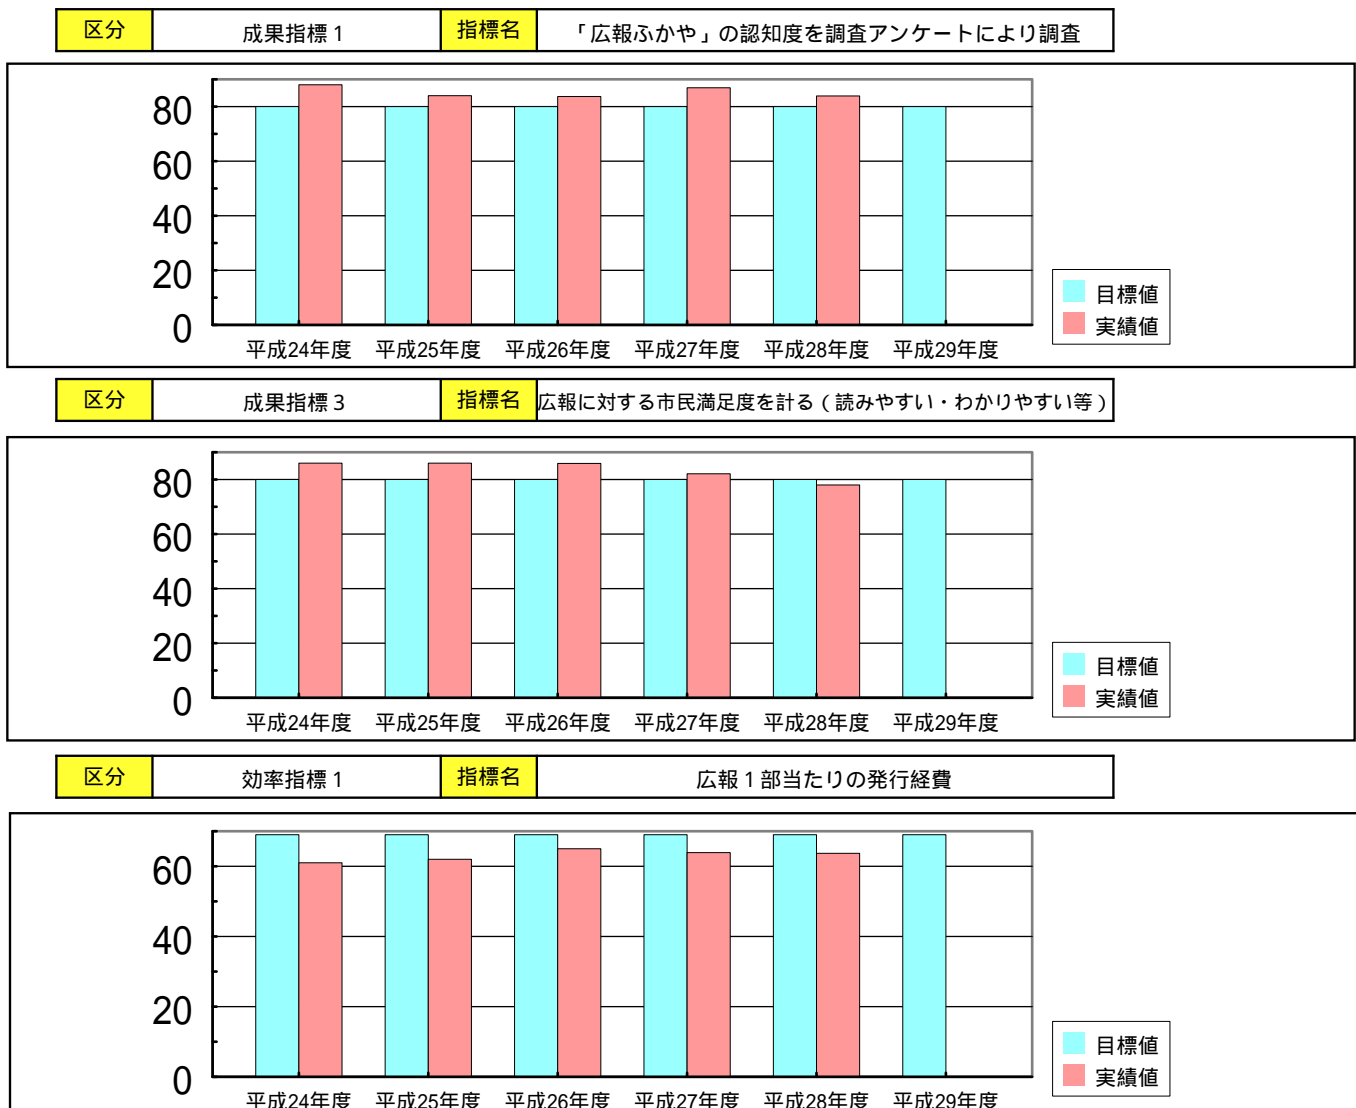 区分 成果指標1 指標名 「広報ふかや」の認知度を調査アンケートにより調査
80
60
40
20
0
平成24年度 平成25年度 平成26年度 平成27年度 平成28年度 平成29年度
目標値
実績値
区分 成果指標3 指標名 広報に対する市民満足度を計る(読みやすい・わかりやすい等)
80
60
40
20
0
平成24年度 平成25年度 平成26年度 平成27年度 平成28年度 平成29年度
目標値
実績値
区分 効率指標1 指標名 広報1部当たりの発行経費
60
40
20
0
平成24年度 平成25年度 平成26年度 平成27年度 平成28年度 平成29年度
目標値
実績値